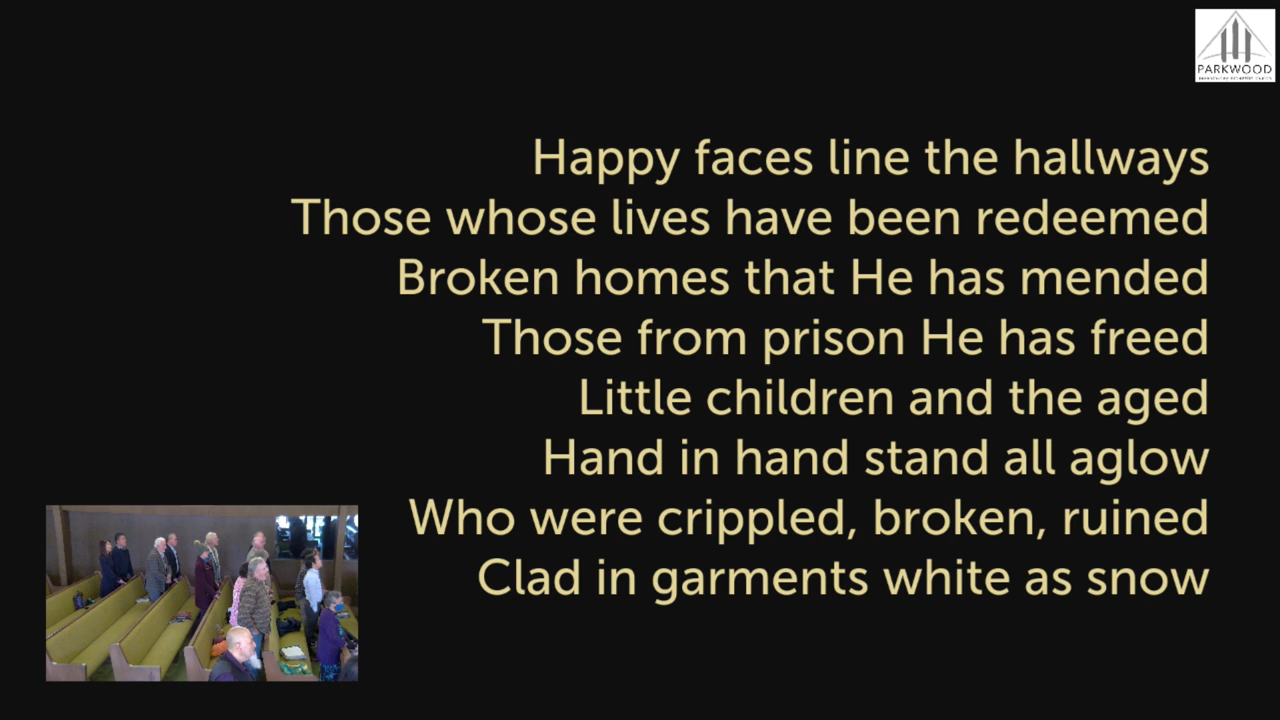 PARKWOOD
Happy faces line the hallways
Those whose lives have been redeemed
Broken homes that He has mended
Those from prison He has freed
Little children and the aged
Hand in hand stand all aglow
Who were crippled, broken, ruined
Clad in garments white as snow